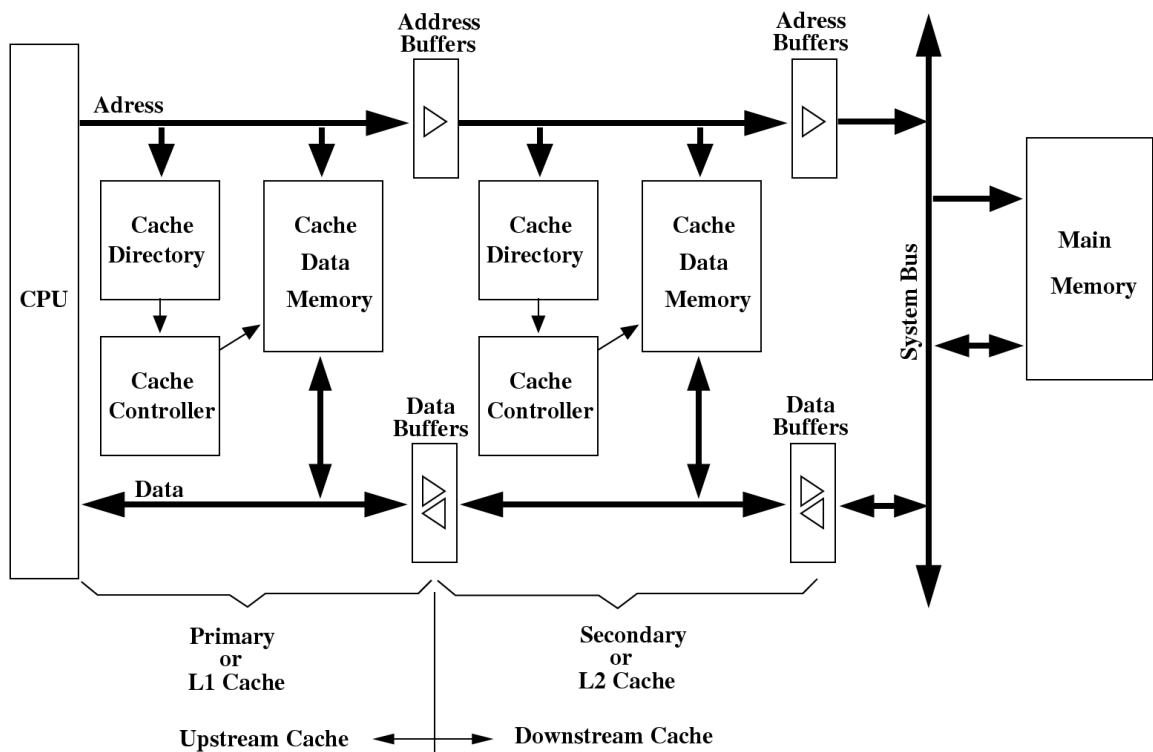 Address
Buffers
Adress
Buffers
Adress
Cache
Directory
Cache
Data
Memory
Cache
Directory
Cache
Data
Memory
Main
Memory
CPU
System Bus
Cache
Controller
Cache
Controller
Data
Buffers
Data
Buffers
Data
Primary
or
L1 Cache
Secondary
or
L2 Cache
Upstream Cache
Downstream Cache